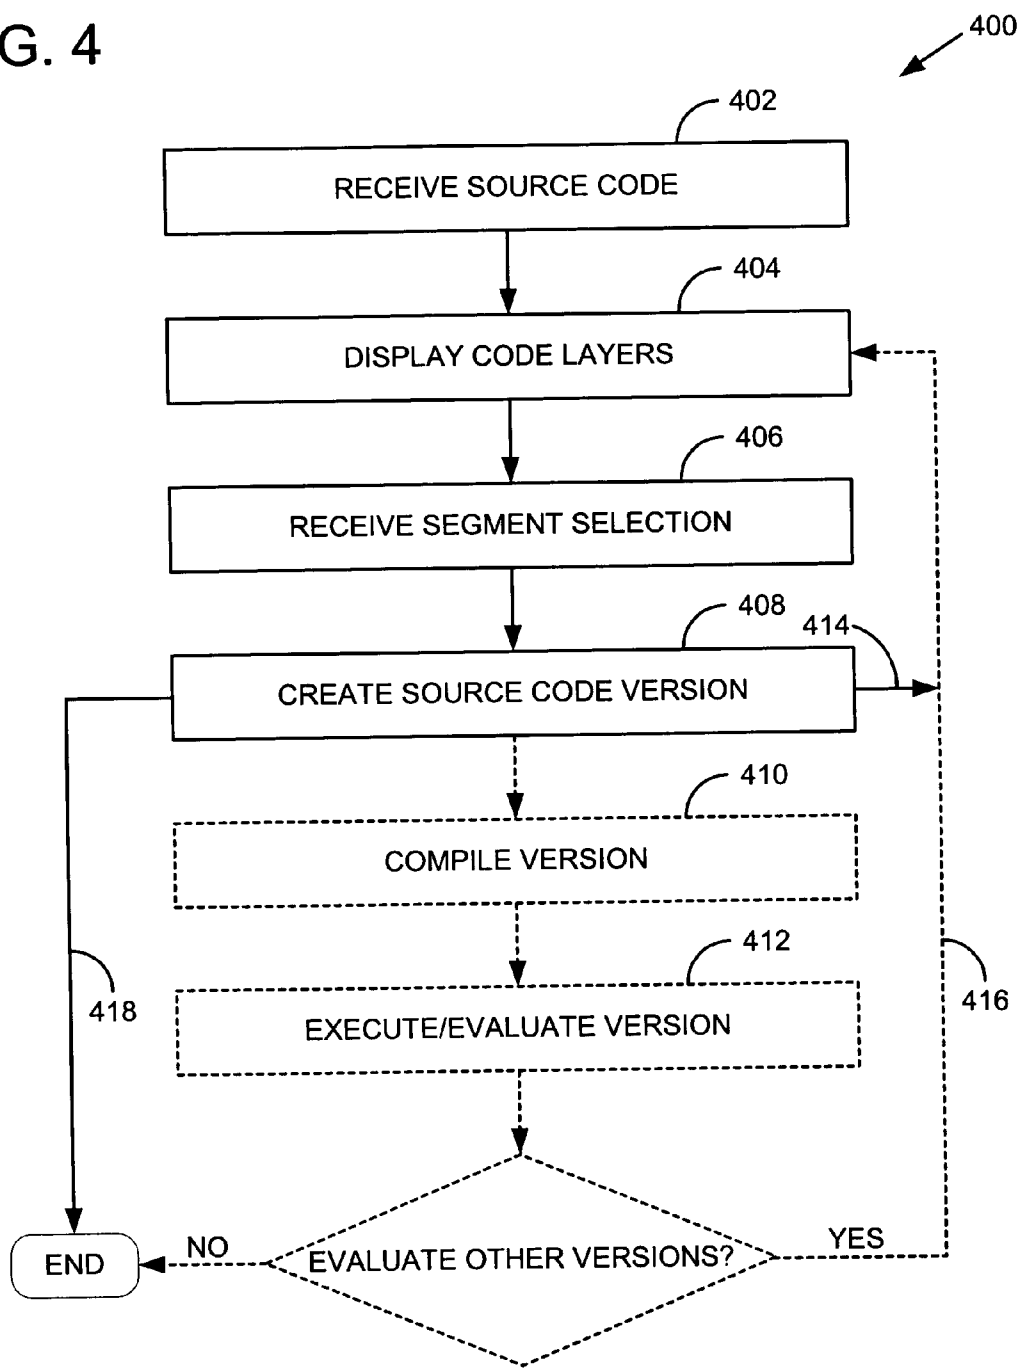 G. 4
400
402
RECEIVE SOURCE CODE
404
DISPLAY CODE LAYERS
406
RECEIVE SEGMENT SELECTION
408
414
CREATE SOURCE CODE VERSION
410
COMPILE VERSION
412
418
416
EXECUTE/EVALUATE VERSION
NO
YES
END
EVALUATE OTHER VERSIONS?